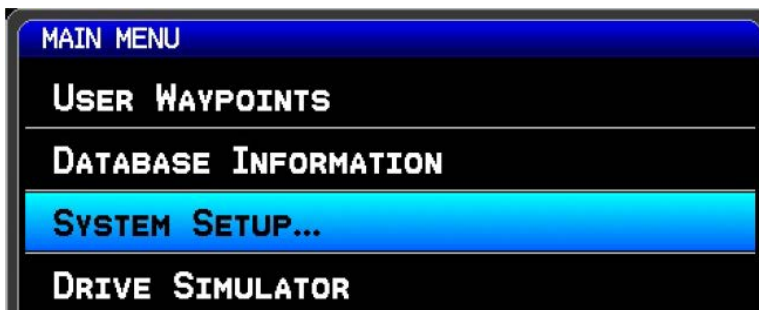 MAIN MENU
USER WAYPOINTS
DATABASE INFORMATION
SYSTEM SETUP...
DRIVE SIMULATOR